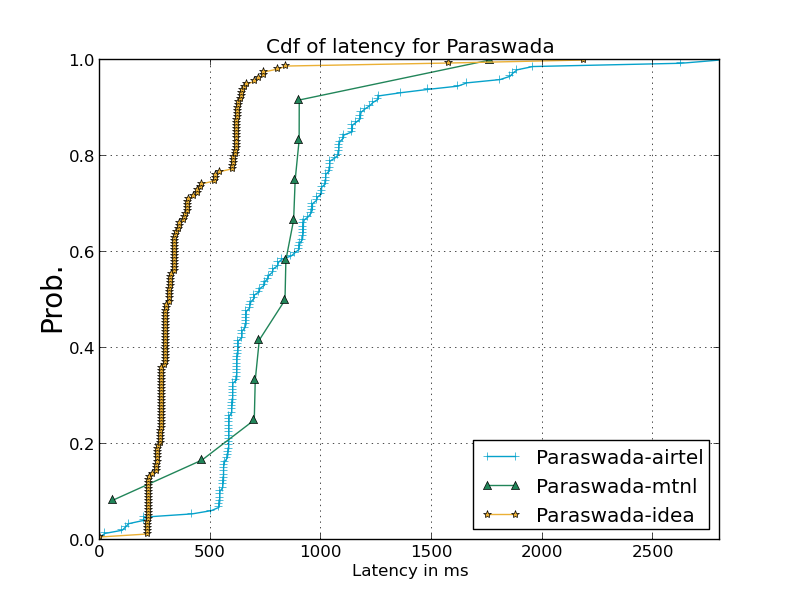 Cdf of latency for Paraswada
Prob.
1.0
0.8
0.6
0.4
0.2
0.0
0
500
1000
1500
2000
2500
Latency in ms
Paraswada-airtel
Paraswada-mtnl
Paraswada-idea